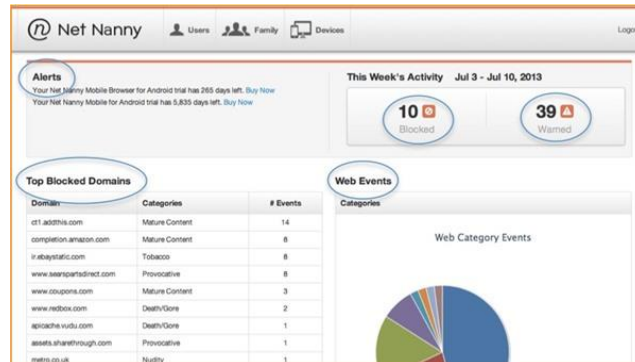 n Net Nanny Users Family Devices Logo
Alerts
Your Net Nanny Mobile Browser for Android trial has 265 days left. Buy Now
Your Net Nanny Mobile for Android trial has 5,835 days left. Buy Now
This Week's Activity Jul 3 - Jul 10, 2013
10 39
Blocked Warned
Top Blocked Domains
Domain Categories # Events
ct1.addthis.com Mature Content 14
completion.amazon.com Mature Content 8
ir.ebaystatic.com Tobacco 8
www.searspartsdirect.com Provocative 8
www.coupons.com Mature Content 3
www.redbox.com Death/Gore 2
apicache.vudu.com Death/Gore 1
assets.sharethrough.com Provocative 1
metro.co.uk Nudity 1
Web Events
Categories
Web Category Events